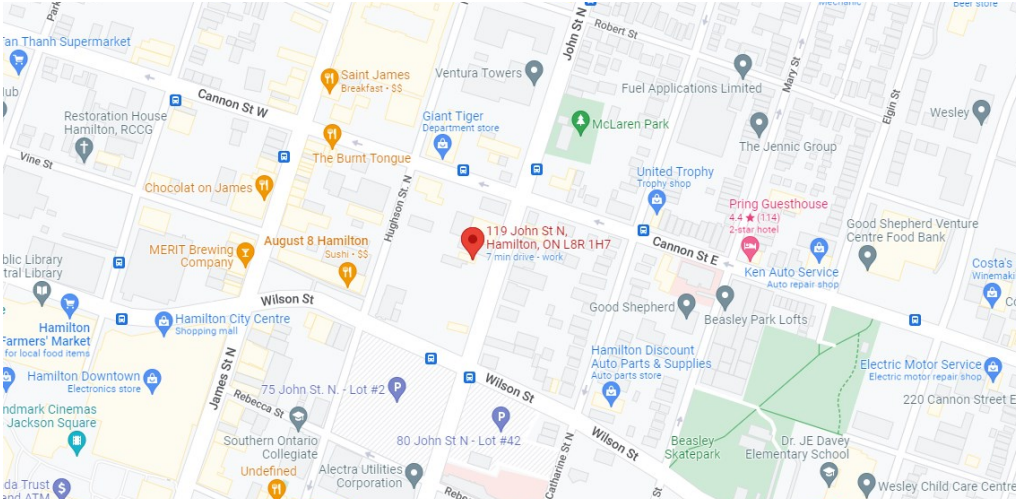 Robert St
Mechanic
Beer store
Park
Tan Thanh Supermarket
John St N
Mary St
Elgin St
Saint James
Breakfast • $$
Ventura Towers
Fuel Applications Limited
Cannon St W
Hub
Restoration House
Hamilton, RCCG
Giant Tiger
Department store
McLaren Park
Wesley
The Jennic Group
The Burnt Tongue
Vine St
Chocolat on James
Hughson St. N
United Trophy
Trophy shop
Pring Guesthouse
4.4 ★ (114)
2-star hotel
119 John St N,
Hamilton, ON L8R 1H7
7 min drive - work
Good Shepherd Venture
Centre Food Bank
MERIT Brewing
Company
August 8 Hamilton
Sushi • $$
Cannon St E
Ken Auto Service
Auto repair shop
blic Library
tral Library
Costa's
Winemaki
Wilson St
Good Shepherd
Beasley Park Lofts
Hamilton
Farmers' Market
for local food items
Hamilton City Centre
Shopping mall
Hamilton Discount
Auto Parts & Supplies
Auto parts store
Electric Motor Service
Electric motor repair shop
Hamilton Downtown
Electronics store
James St N
75 John St. N. - Lot #2
P
Wilson St
220 Cannon Street E
Rebecca St
P
ndmark Cinemas
Jackson Square
80 John St N - Lot #42
Wilson St
Southern Ontario
Collegiate
Catharine St N
Beasley
Skatepark
Dr. JE Davey
Elementary School
Undefined
Alectra Utilities
Corporation
da Trust
and ATM
$
Rebe
St
Wesley Child Care Centre